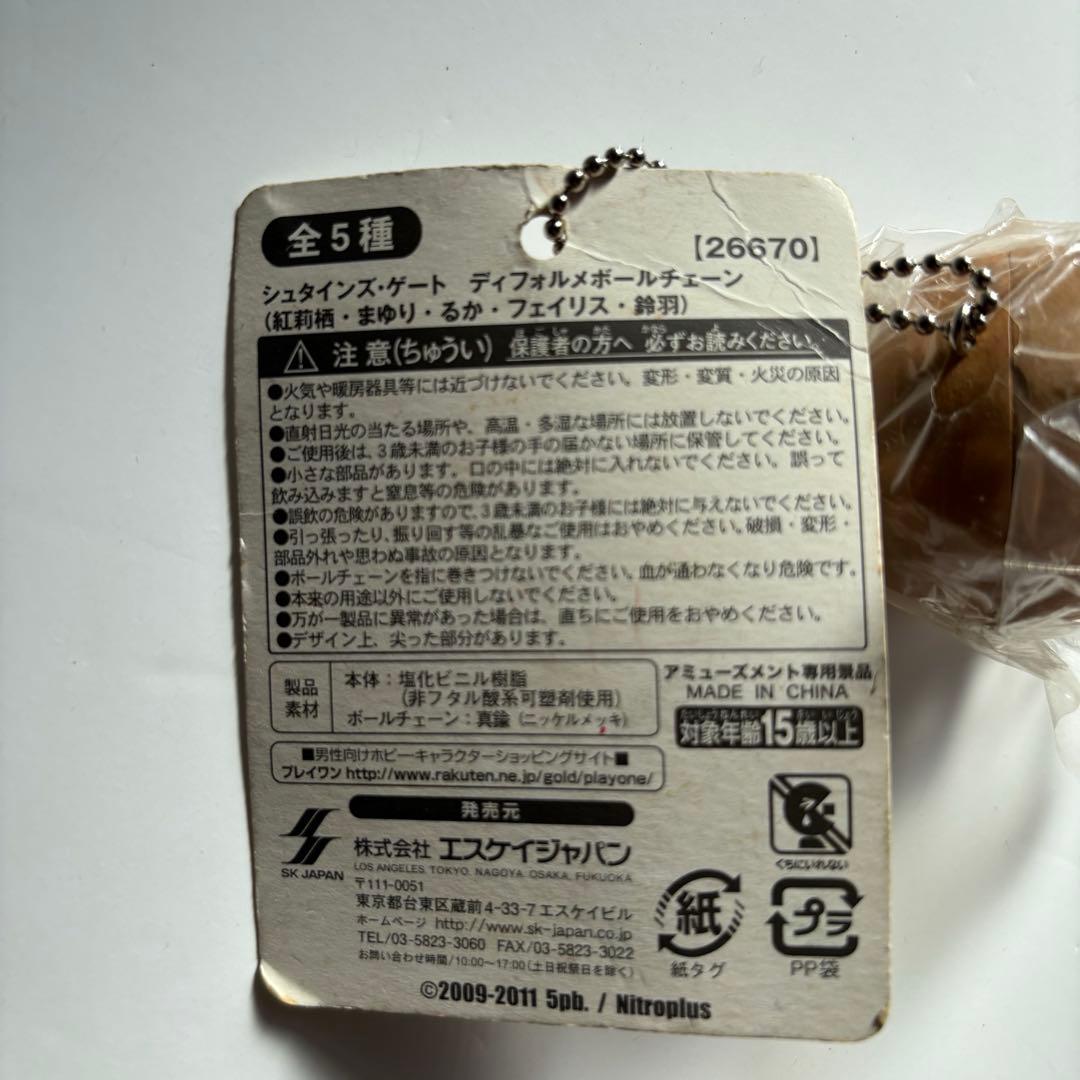 全5種
【26670】
シュタインズ・ゲート ディフォルメボールチェーン
(紅莉栖・まゆり・るか・フェイリス・鈴羽)
注意(ちゅうい) 保護者の方へ 必ずお読みください。
●火気や暖房器具等には近づけないでください。変形・変質・火災の原因
となります。
●直射日光の当たる場所や、高温・多湿な場所には放置しないでください。
●ご使用後は、3歳未満のお子様の手の届かない場所に保管してください。
●小さな部品があります。口の中には絶対に入れないでください。誤って
飲み込みますと窒息等の危険があります。
●誤飲の危険がありますので、3歳未満のお子様には絶対に与えないでください。
●引っ張ったり、振り回す等の乱暴なご使用はおやめください。破損・変形・
部品外れや思わぬ事故の原因となります。
●ボールチェーンを指に巻きつけないでください。血が通わなくなり危険です。
●本来の用途以外にご使用しないでください。
●万が一製品に異常があった場合は、直ちにご使用をおやめください。
●デザイン上、尖った部分があります。
製品
素材
本体：塩化ビニル樹脂
(非フタル酸系可塑剤使用)
ボールチェーン：真鍮(ニッケルメッキ)
アミューズメント専用景品
MADE IN CHINA
対象年齢15歳以上
■男性向けホビーキャラクターショッピングサイト■
プレイワン http://www.rakuten.ne.jp/gold/playone/
発売元
SK JAPAN
株式会社 エスケイジャパン
LOS ANGELES, TOKYO, NAGOYA, OSAKA, FUKUOKA
〒111-0051
東京都台東区蔵前4-33-7エスケイビル
ホームページ http://www.sk-japan.co.jp
TEL/03-5823-3060 FAX/03-5823-3022
お問い合わせ時間/10:00～17:00(土日祝祭日を除く)
くちにいれない
紙
紙タグ
プラ
PP袋
©2009-2011 5pb. / Nitroplus